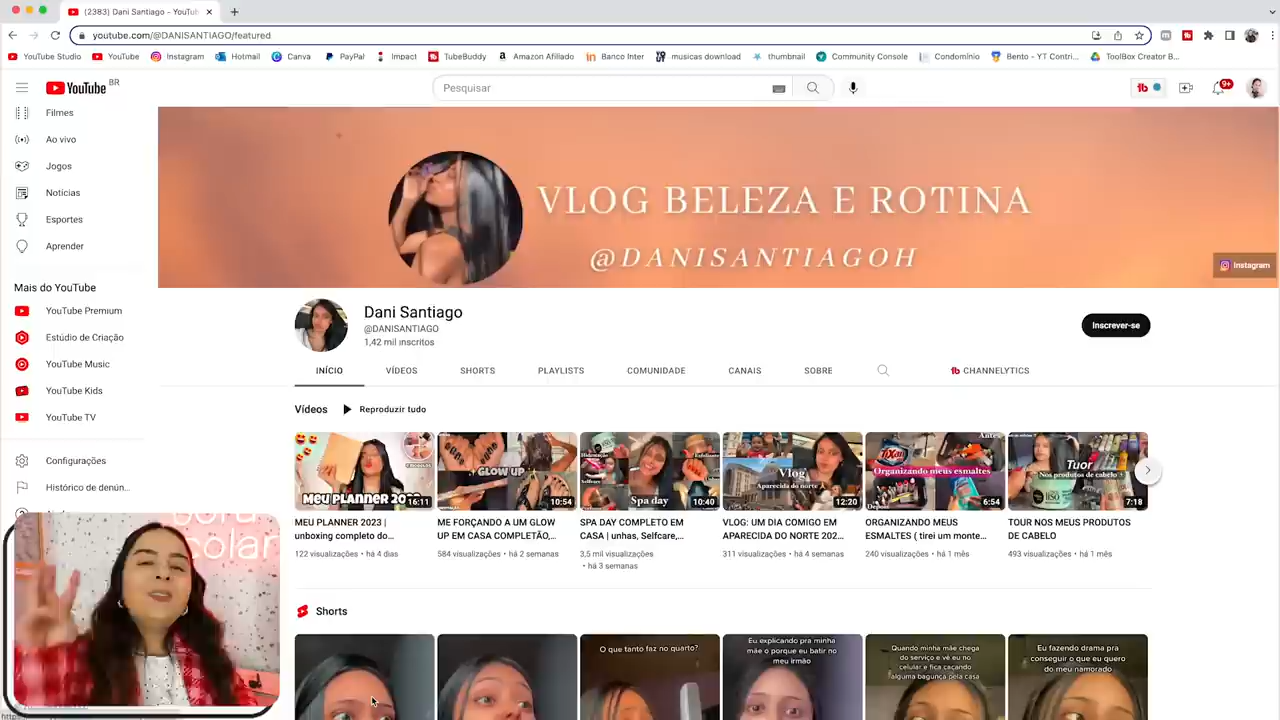 (2383) Dani Santiago - YouTub
youtube.com/@DANISANTIAGO/featured
YouTube Studio
YouTube
Instagram
Hotmail
Canva
PayPal
Impact
TubeBuddy
Amazon Afiliado
Banco Inter
musicas download
thumbnail
Community Console
Condomínio
Bento - YT Contri...
ToolBox Creator B...
YouTube BR
Pesquisar
9+
Filmes
Ao vivo
Jogos
Notícias
Esportes
Aprender
Mais do YouTube
YouTube Premium
Estúdio de Criação
YouTube Music
YouTube Kids
YouTube TV
Configurações
Histórico de denún...
VLOG BELEZA E ROTINA
@DANISANTIAGOH
Instagram
Dani Santiago
@DANISANTIAGO
1,42 mil inscritos
Inscrever-se
INÍCIO
VÍDEOS
SHORTS
PLAYLISTS
COMUNIDADE
CANAIS
SOBRE
CHANNELYTICS
Vídeos
Reproduzir tudo
MEU PLANNER 2023
16:11
GLOW UP
10:54
Spa day
10:40
Vlog
Aparecida do norte
12:20
Antes
Organizando meus esmaltes
Depois
6:54
Tuor
Nos produtos de cabelo
7:18
MEU PLANNER 2023 |
unboxing completo do...
122 visualizações • há 4 dias
ME FORÇANDO A UM GLOW
UP EM CASA COMPLETÃO,...
584 visualizações • há 2 semanas
SPA DAY COMPLETO EM
CASA | unhas, Selfcare,...
3,5 mil visualizações
• há 3 semanas
VLOG: UM DIA COMIGO EM
APARECIDA DO NORTE 202...
311 visualizações • há 4 semanas
ORGANIZANDO MEUS
ESMALTES ( tirei um monte...
240 visualizações • há 1 mês
TOUR NOS MEUS PRODUTOS
DE CABELO
493 visualizações • há 1 mês
Shorts
O que tanto faz no quarto?
Eu explicando pra minha
mãe o porque eu batir no
meu irmão
Quando minha mãe chega
do serviço e vê eu no
celular e fica caçando
alguma bagunça pela casa
Eu fazendo drama pra
conseguir o que eu quero
do meu namorado